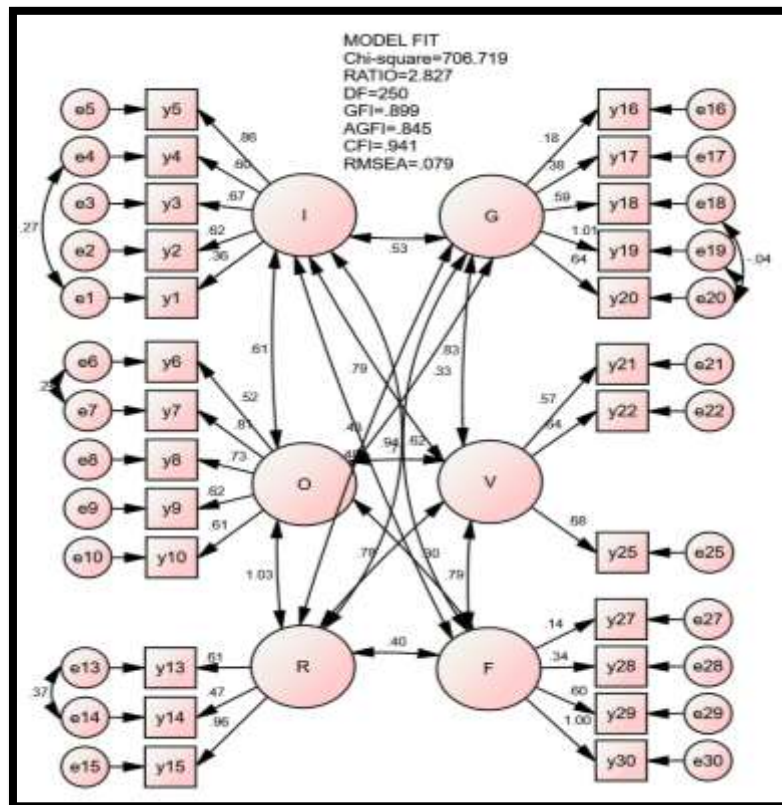 MODEL FIT
Chi-square=706.719
RATIO=2.827
DF=250
GFI=.899
AGFI=.845
CFI=.941
RMSEA=.079
e5 y5 .86
e4 y4 .60
e3 y3 .67
e2 y2 .62
e1 y1 .36
.27
I
G
.53
.18 y16 e16
.38 y17 e17
.59 y18 e18
1.01 y19 e19
.64 y20 e20
-.04
e6 y6 .52
e7 y7 .81
e8 y8 .73
e9 y9 .62
e10 y10 .61
.61
.79
.83
.33
.94
.62
O
V
.57 y21 e21
.64 y22 e22
.68 y25 e25
1.03
.78
.79
e13 y13 .51
e14 y14 .47
e15 y15 .96
.37
R
.40
F
.14 y27 e27
.34 y28 e28
.60 y29 e29
1.00 y30 e30